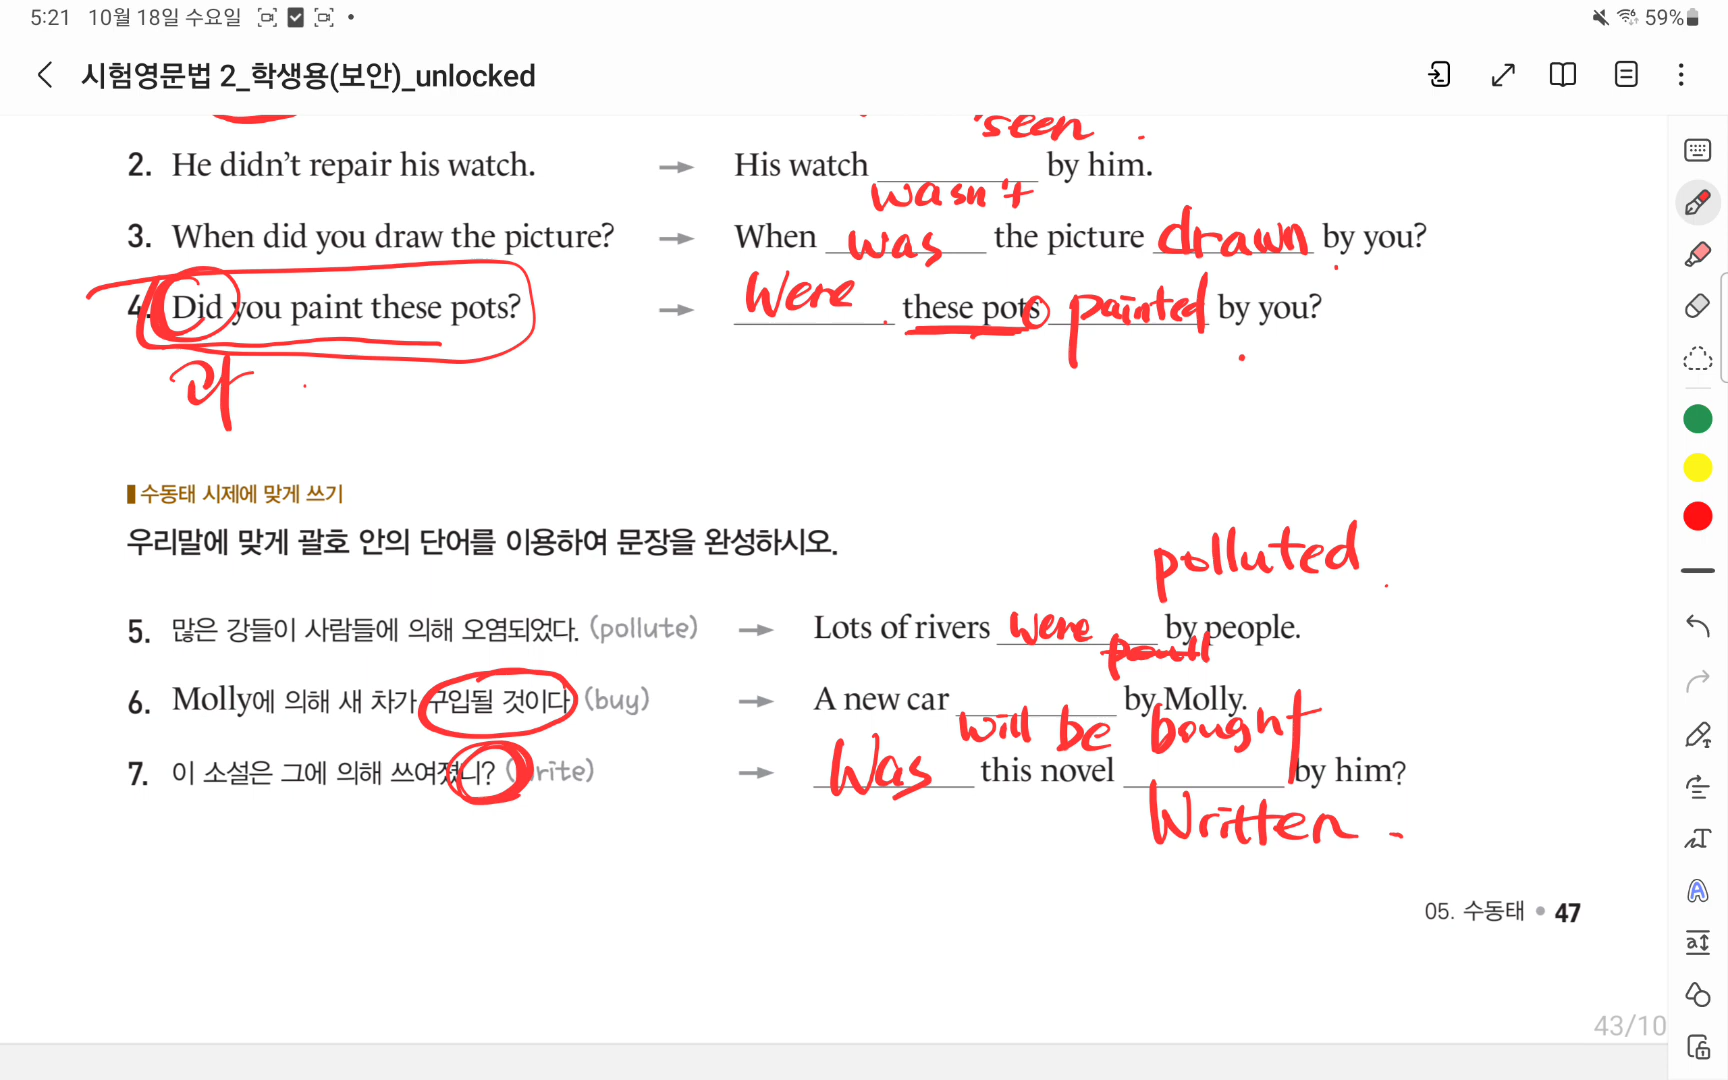 5:21 10월 18일 수요일 59%
시험영문법 2_학생용(보안)_unlocked
seen
2. He didn't repair his watch. → His watch ________ by him.
wasn't
3. When did you draw the picture? → When was the picture drawn by you?
4. Did you paint these pots? → Were these pots painted by you?
과
수동태 시제에 맞게 쓰기
우리말에 맞게 괄호 안의 단어를 이용하여 문장을 완성하시오.
polluted
5. 많은 강들이 사람들에 의해 오염되었다. (pollute) → Lots of rivers were by people.
6. Molly에 의해 새 차가 구입될 것이다. (buy) → A new car ________ by Molly.
will be bought
7. 이 소설은 그에 의해 쓰여졌니? (write) → Was this novel ________ by him?
Written
05. 수동태 • 47
43/10